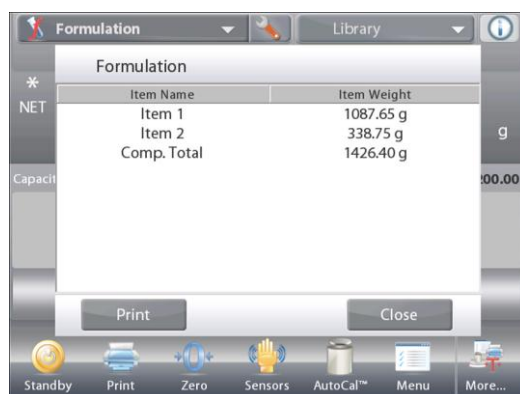 Formulation
Library
Formulation
*
NET
Item Name Item Weight
Item 1 1087.65 g
Item 2 338.75 g
Comp. Total 1426.40 g
g
Capacit 200.00
Print Close
Standby Print Zero Sensors AutoCal™ Menu More...